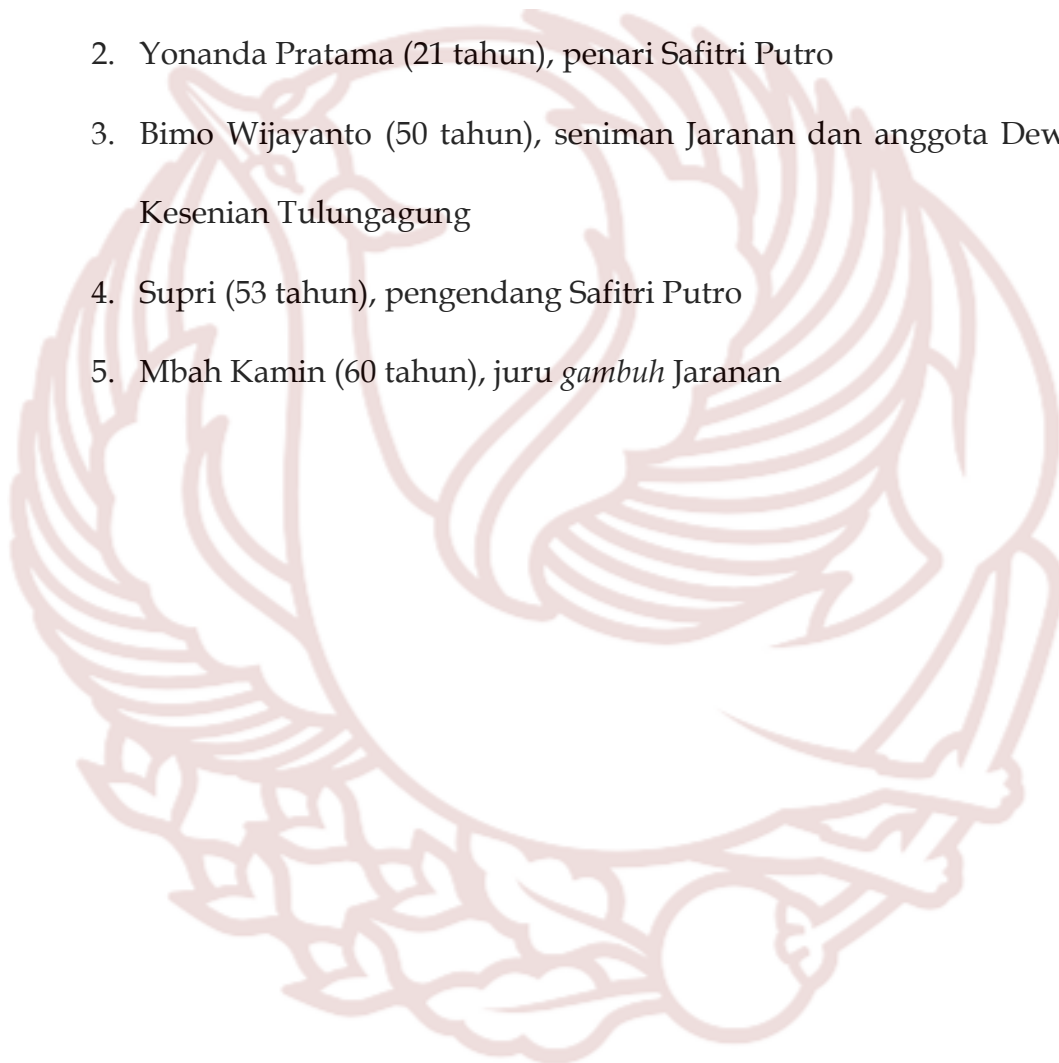 2. Yonanda Pratama (21 tahun), penari Safitri Putro
3. Bimo Wijayanto (50 tahun), seniman Jaranan dan anggota Dew
Kesenian Tulungagung
4. Supri (53 tahun), pengendang Safitri Putro
5. Mbah Kamin (60 tahun), juru gambuh Jaranan